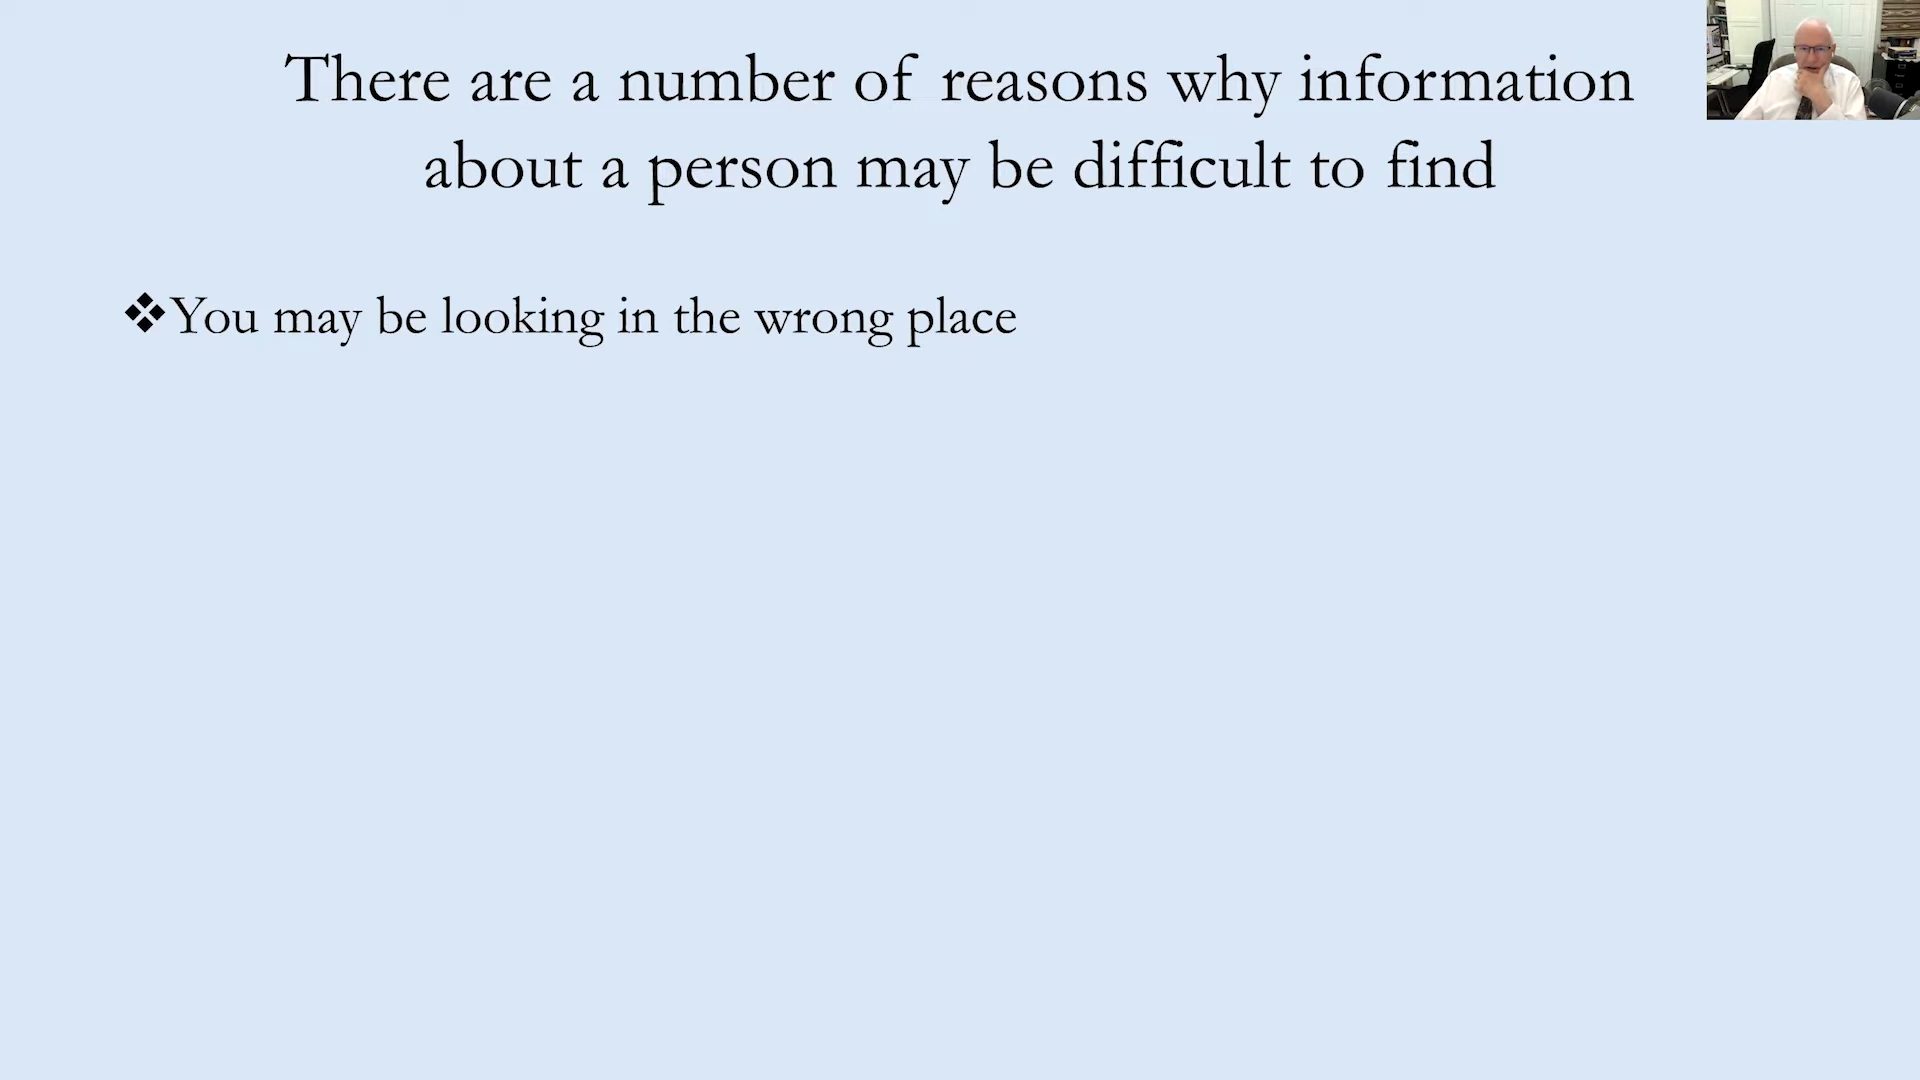 There are a number of reasons why information
about a person may be difficult to find
❖You may be looking in the wrong place